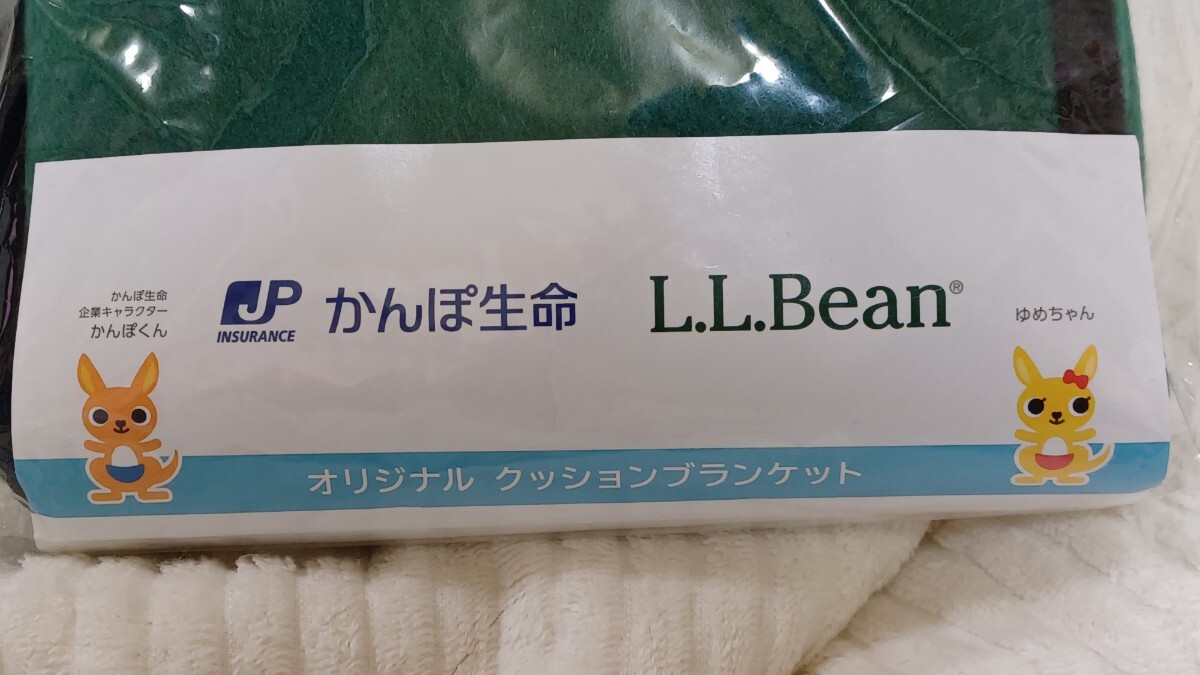 かんぽ生命
企業キャラクター
かんぽくん
JP
INSURANCE
かんぽ生命
L.L.Bean®
ゆめちゃん
オリジナル クッションブランケット